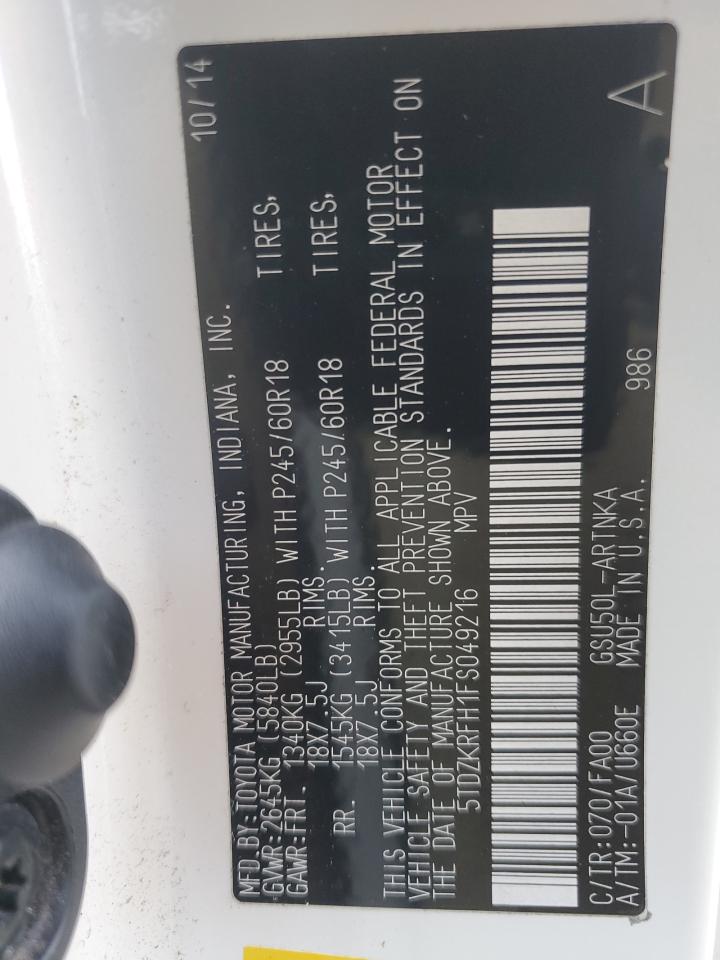 MFD.BY:TOYOTA MOTOR MANUFACTURING, INDIANA, INC. 10/14
GVWR:2645KG (5840LB)
GAWR:FRT. 1340KG (2955LB) WITH P245/60R18 TIRES,
18X7.5J RIMS.
RR. 1545KG (3415LB) WITH P245/60R18 TIRES,
18X7.5J RIMS.
THIS VEHICLE CONFORMS TO ALL APPLICABLE FEDERAL MOTOR
VEHICLE SAFETY AND THEFT PREVENTION STANDARDS IN EFFECT ON
THE DATE OF MANUFACTURE SHOWN ABOVE.
5TDZKRFH1FS049216 MPV
C/TR:070/FA00 GSU50L-ARTNKA
A/TM:-01A/U660E MADE IN U.S.A. 986 A